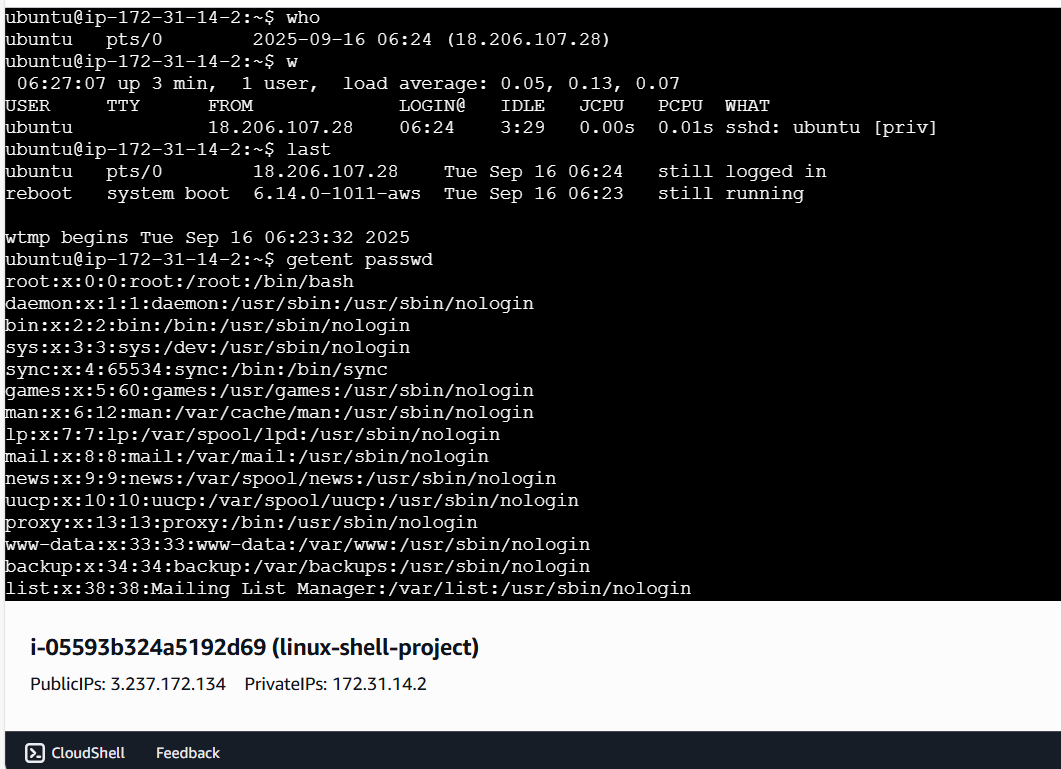 ubuntu@ip-172-31-14-2:~$ who
ubuntu   pts/0        2025-09-16 06:24 (18.206.107.28)
ubuntu@ip-172-31-14-2:~$ w
 06:27:07 up 3 min,  1 user,  load average: 0.05, 0.13, 0.07
USER     TTY      FROM             LOGIN@   IDLE   JCPU   PCPU  WHAT
ubuntu            18.206.107.28    06:24    3:29   0.00s  0.01s sshd: ubuntu [priv]
ubuntu@ip-172-31-14-2:~$ last
ubuntu   pts/0        18.206.107.28    Tue Sep 16 06:24   still logged in
reboot   system boot  6.14.0-1011-aws  Tue Sep 16 06:23   still running

wtmp begins Tue Sep 16 06:23:32 2025
ubuntu@ip-172-31-14-2:~$ getent passwd
root:x:0:0:root:/root:/bin/bash
daemon:x:1:1:daemon:/usr/sbin:/usr/sbin/nologin
bin:x:2:2:bin:/bin:/usr/sbin/nologin
sys:x:3:3:sys:/dev:/usr/sbin/nologin
sync:x:4:65534:sync:/bin:/bin/sync
games:x:5:60:games:/usr/games:/usr/sbin/nologin
man:x:6:12:man:/var/cache/man:/usr/sbin/nologin
lp:x:7:7:lp:/var/spool/lpd:/usr/sbin/nologin
mail:x:8:8:mail:/var/mail:/usr/sbin/nologin
news:x:9:9:news:/var/spool/news:/usr/sbin/nologin
uucp:x:10:10:uucp:/var/spool/uucp:/usr/sbin/nologin
proxy:x:13:13:proxy:/bin:/usr/sbin/nologin
www-data:x:33:33:www-data:/var/www:/usr/sbin/nologin
backup:x:34:34:backup:/var/backups:/usr/sbin/nologin
list:x:38:38:Mailing List Manager:/var/list:/usr/sbin/nologin
i-05593b324a5192d69 (linux-shell-project)
PublicIPs: 3.237.172.134   PrivateIPs: 172.31.14.2
CloudShell   Feedback